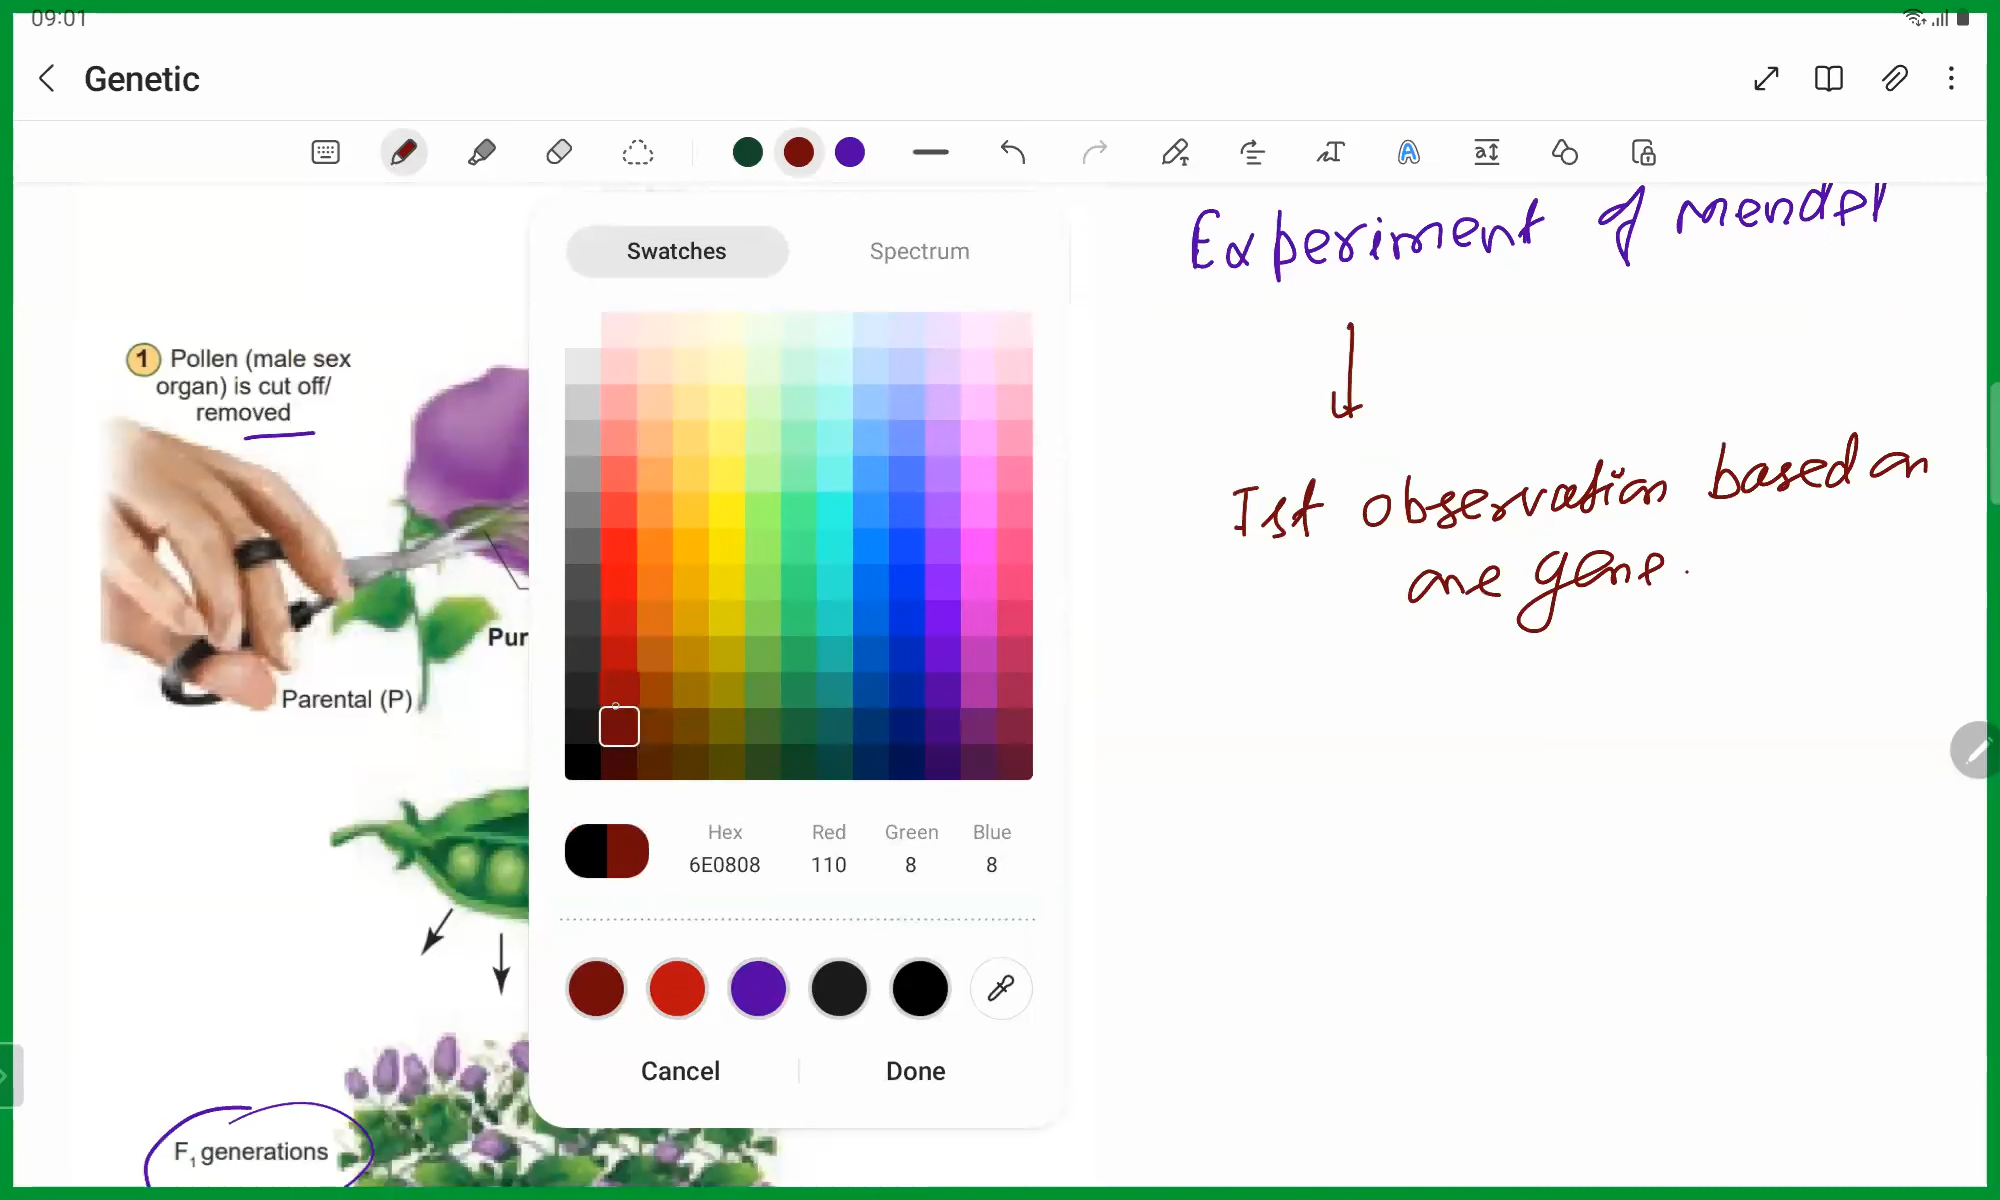 09:01
Genetic
Swatches
Spectrum
Experiment of mendel
1 Pollen (male sex
organ) is cut off/
removed
Ist observation based on
one gene.
Pur
Parental (P)
Hex Red Green Blue
6E0808 110 8 8
Cancel
Done
F1 generations